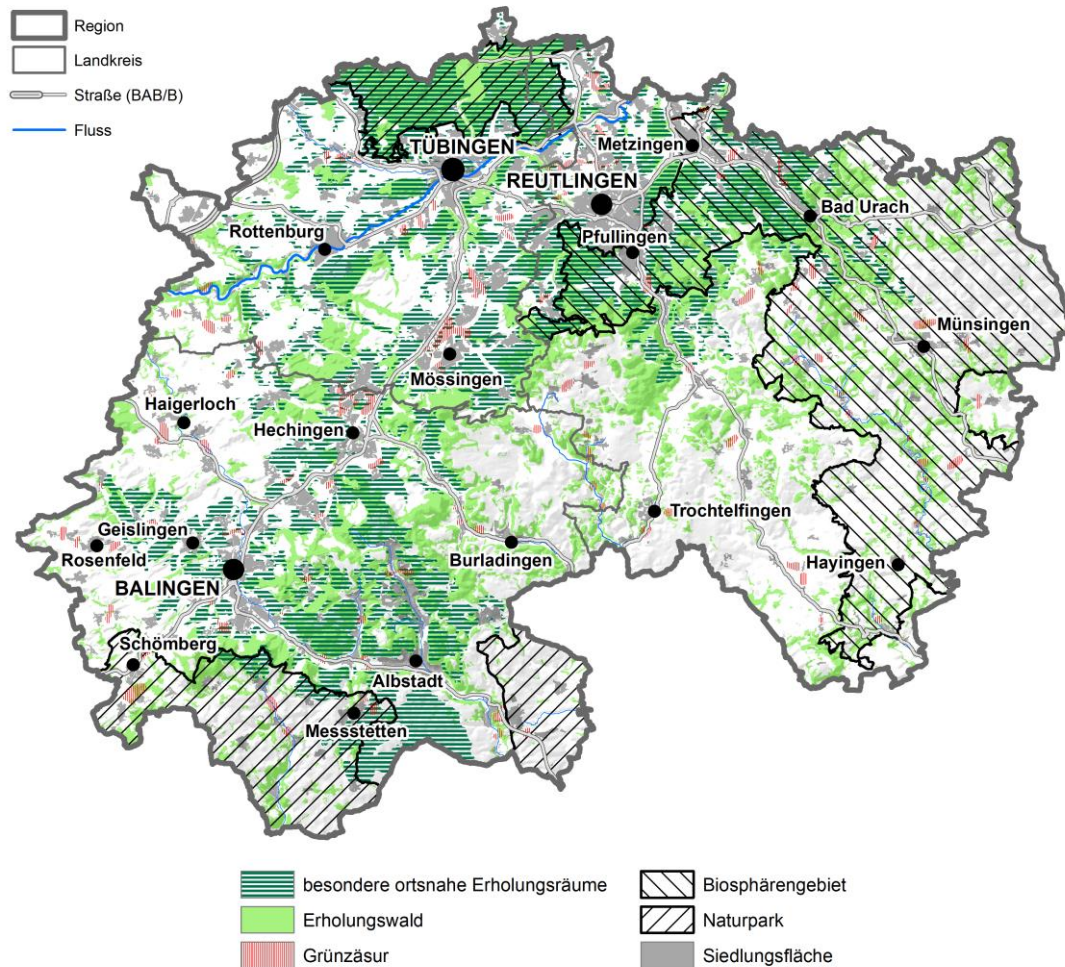 Region
Landkreis
Straße (BAB/B)
Fluss
TÜBINGEN
Metzingen
REUTLINGEN
Bad Urach
Rottenburg
Pfullingen
Münsingen
Mössingen
Haigerloch
Hechingen
Trochtelfingen
Geislingen
Rosenfeld
Burladingen
Hayingen
BALINGEN
Schömberg
Albstadt
Messstetten
besondere ortsnahe Erholungsräume
Erholungswald
Grünzäsur
Biosphärengebiet
Naturpark
Siedlungsfläche